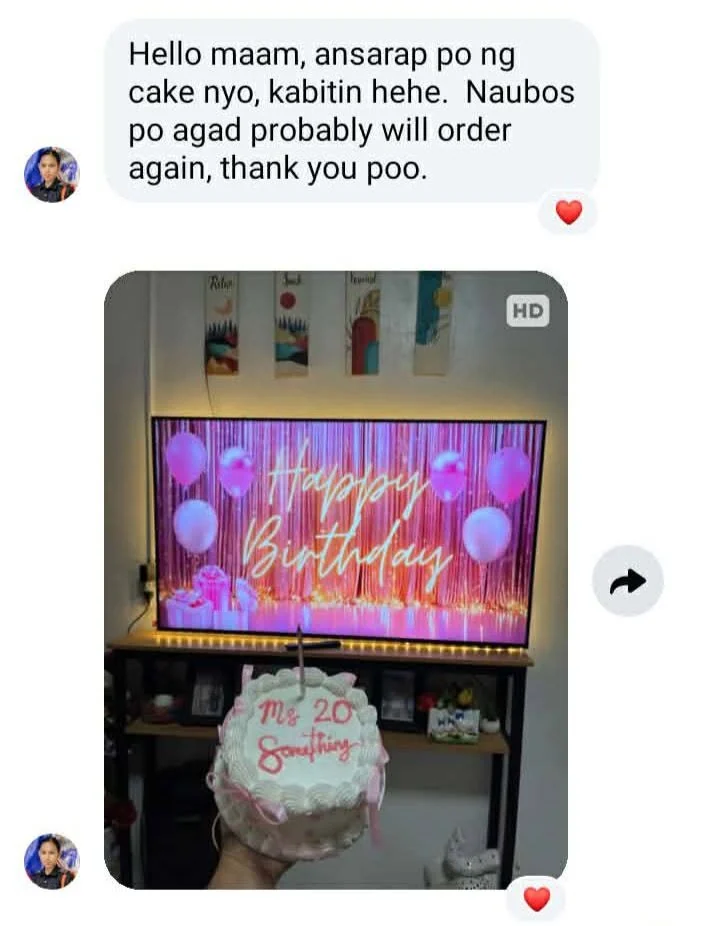 Hello maam, ansarap po ng
cake nyo, kabitin hehe. Naubos
po agad probably will order
again, thank you poo.
HD
Relax
Happy
Birthday
Ms 20
Something